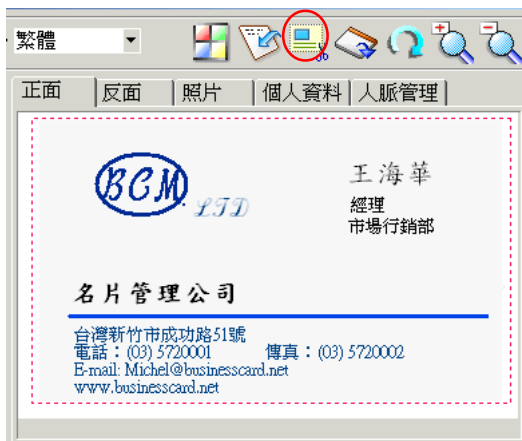 繁體
正面 反面 照片 個人資料 人脈管理
BCM. LTD
王海華
經理
市場行銷部
名片管理公司
台灣新竹市成功路51號
電話：(03) 5720001 傳真：(03) 5720002
E-mail: Michel@businesscard.net
www.businesscard.net